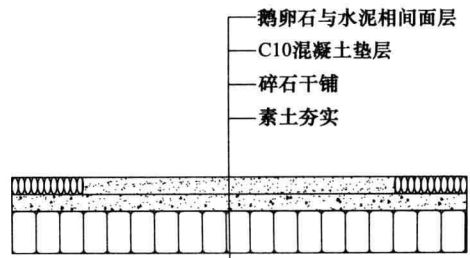 鹅卵石与水泥相间面层
C10混凝土垫层
碎石干铺
素土夯实